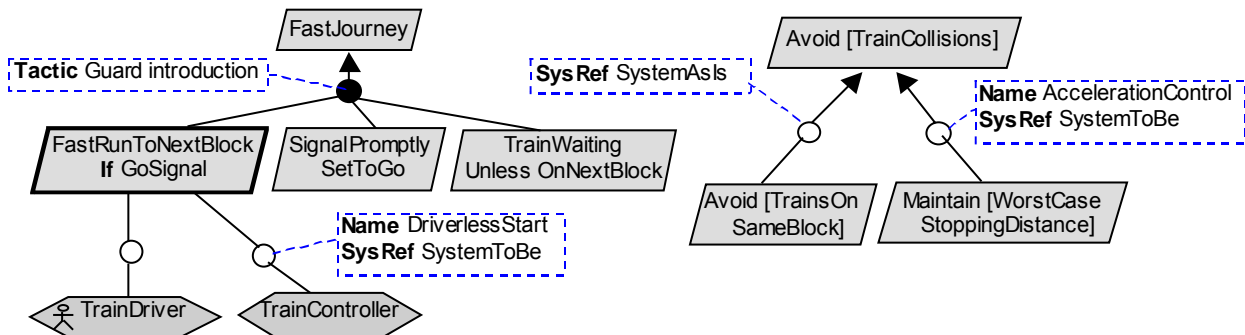 FastJourney
Tactic Guard introduction
FastRunToNextBlock
If GoSignal
SignalPromptly
SetToGo
TrainWaiting
Unless OnNextBlock
Name DriverlessStart
SysRef SystemToBe
TrainDriver
TrainController
Avoid [TrainCollisions]
SysRef SystemAsIs
Name AccelerationControl
SysRef SystemToBe
Avoid [TrainsOn
SameBlock]
Maintain [WorstCase
StoppingDistance]